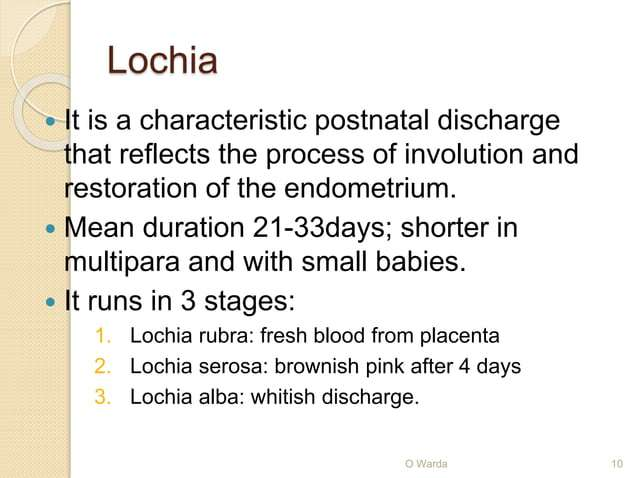 Lochia
• It is a characteristic postnatal discharge
that reflects the process of involution and
restoration of the endometrium.
• Mean duration 21-33days; shorter in
multipara and with small babies.
• It runs in 3 stages:
1. Lochia rubra: fresh blood from placenta
2. Lochia serosa: brownish pink after 4 days
3. Lochia alba: whitish discharge.
O Warda 10